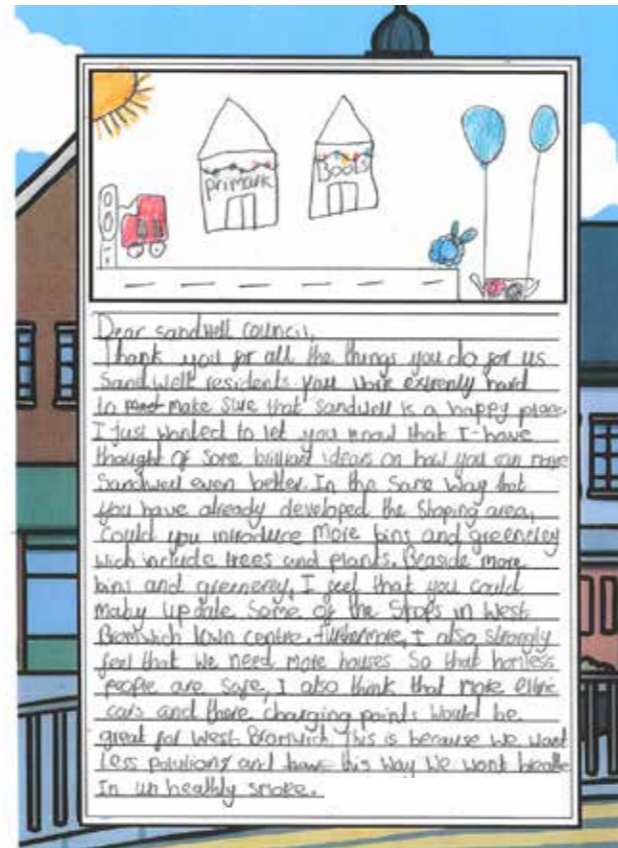 primark
Boots
Dear sandwell council,
Thank you for all the things you do for us
Sandwell residents you work extremly hard
to make sure that sandwell is a happy place.
I just wanted to let you know that I have
thought of some brilliant ideas on how you can make
Sandwell even better. In the same way that
you have already developed the shoping area,
could you introduce more bins and greenerey
wich include trees and plants. Beaside more
bins and greenerey, I feel that you could
maby update some of the shops in West
Bromwich town centre. furthermore, I also strongly
feel that we need more houses so that homless
people are safe, I also think that more eletric
cars and there charging points would be
great for West Bromwich This is because we want
less polutions and this way we wont breathe
In un healthly smoke.